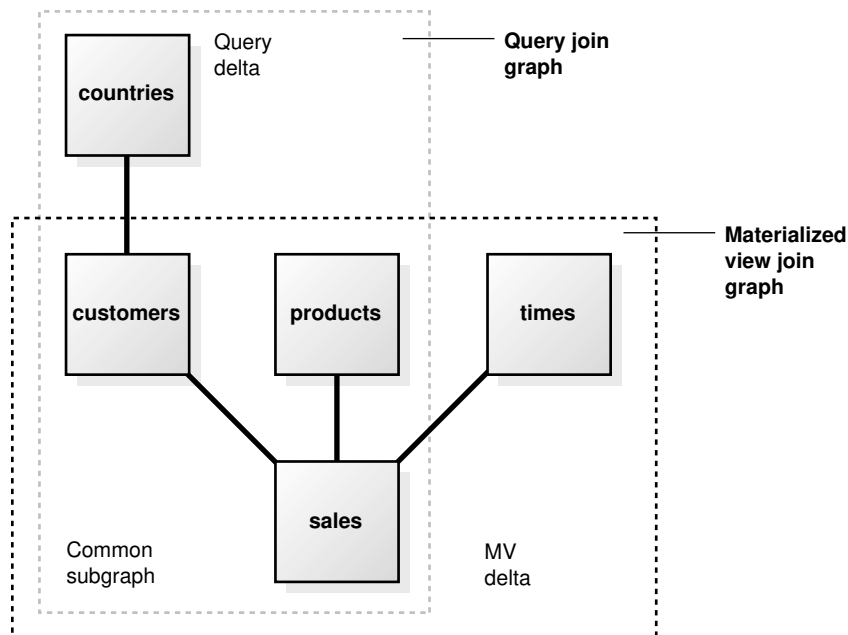 Query
delta
Query join
graph
countries
Materialized
view join
graph
customers
products
times
sales
Common
subgraph
MV
delta